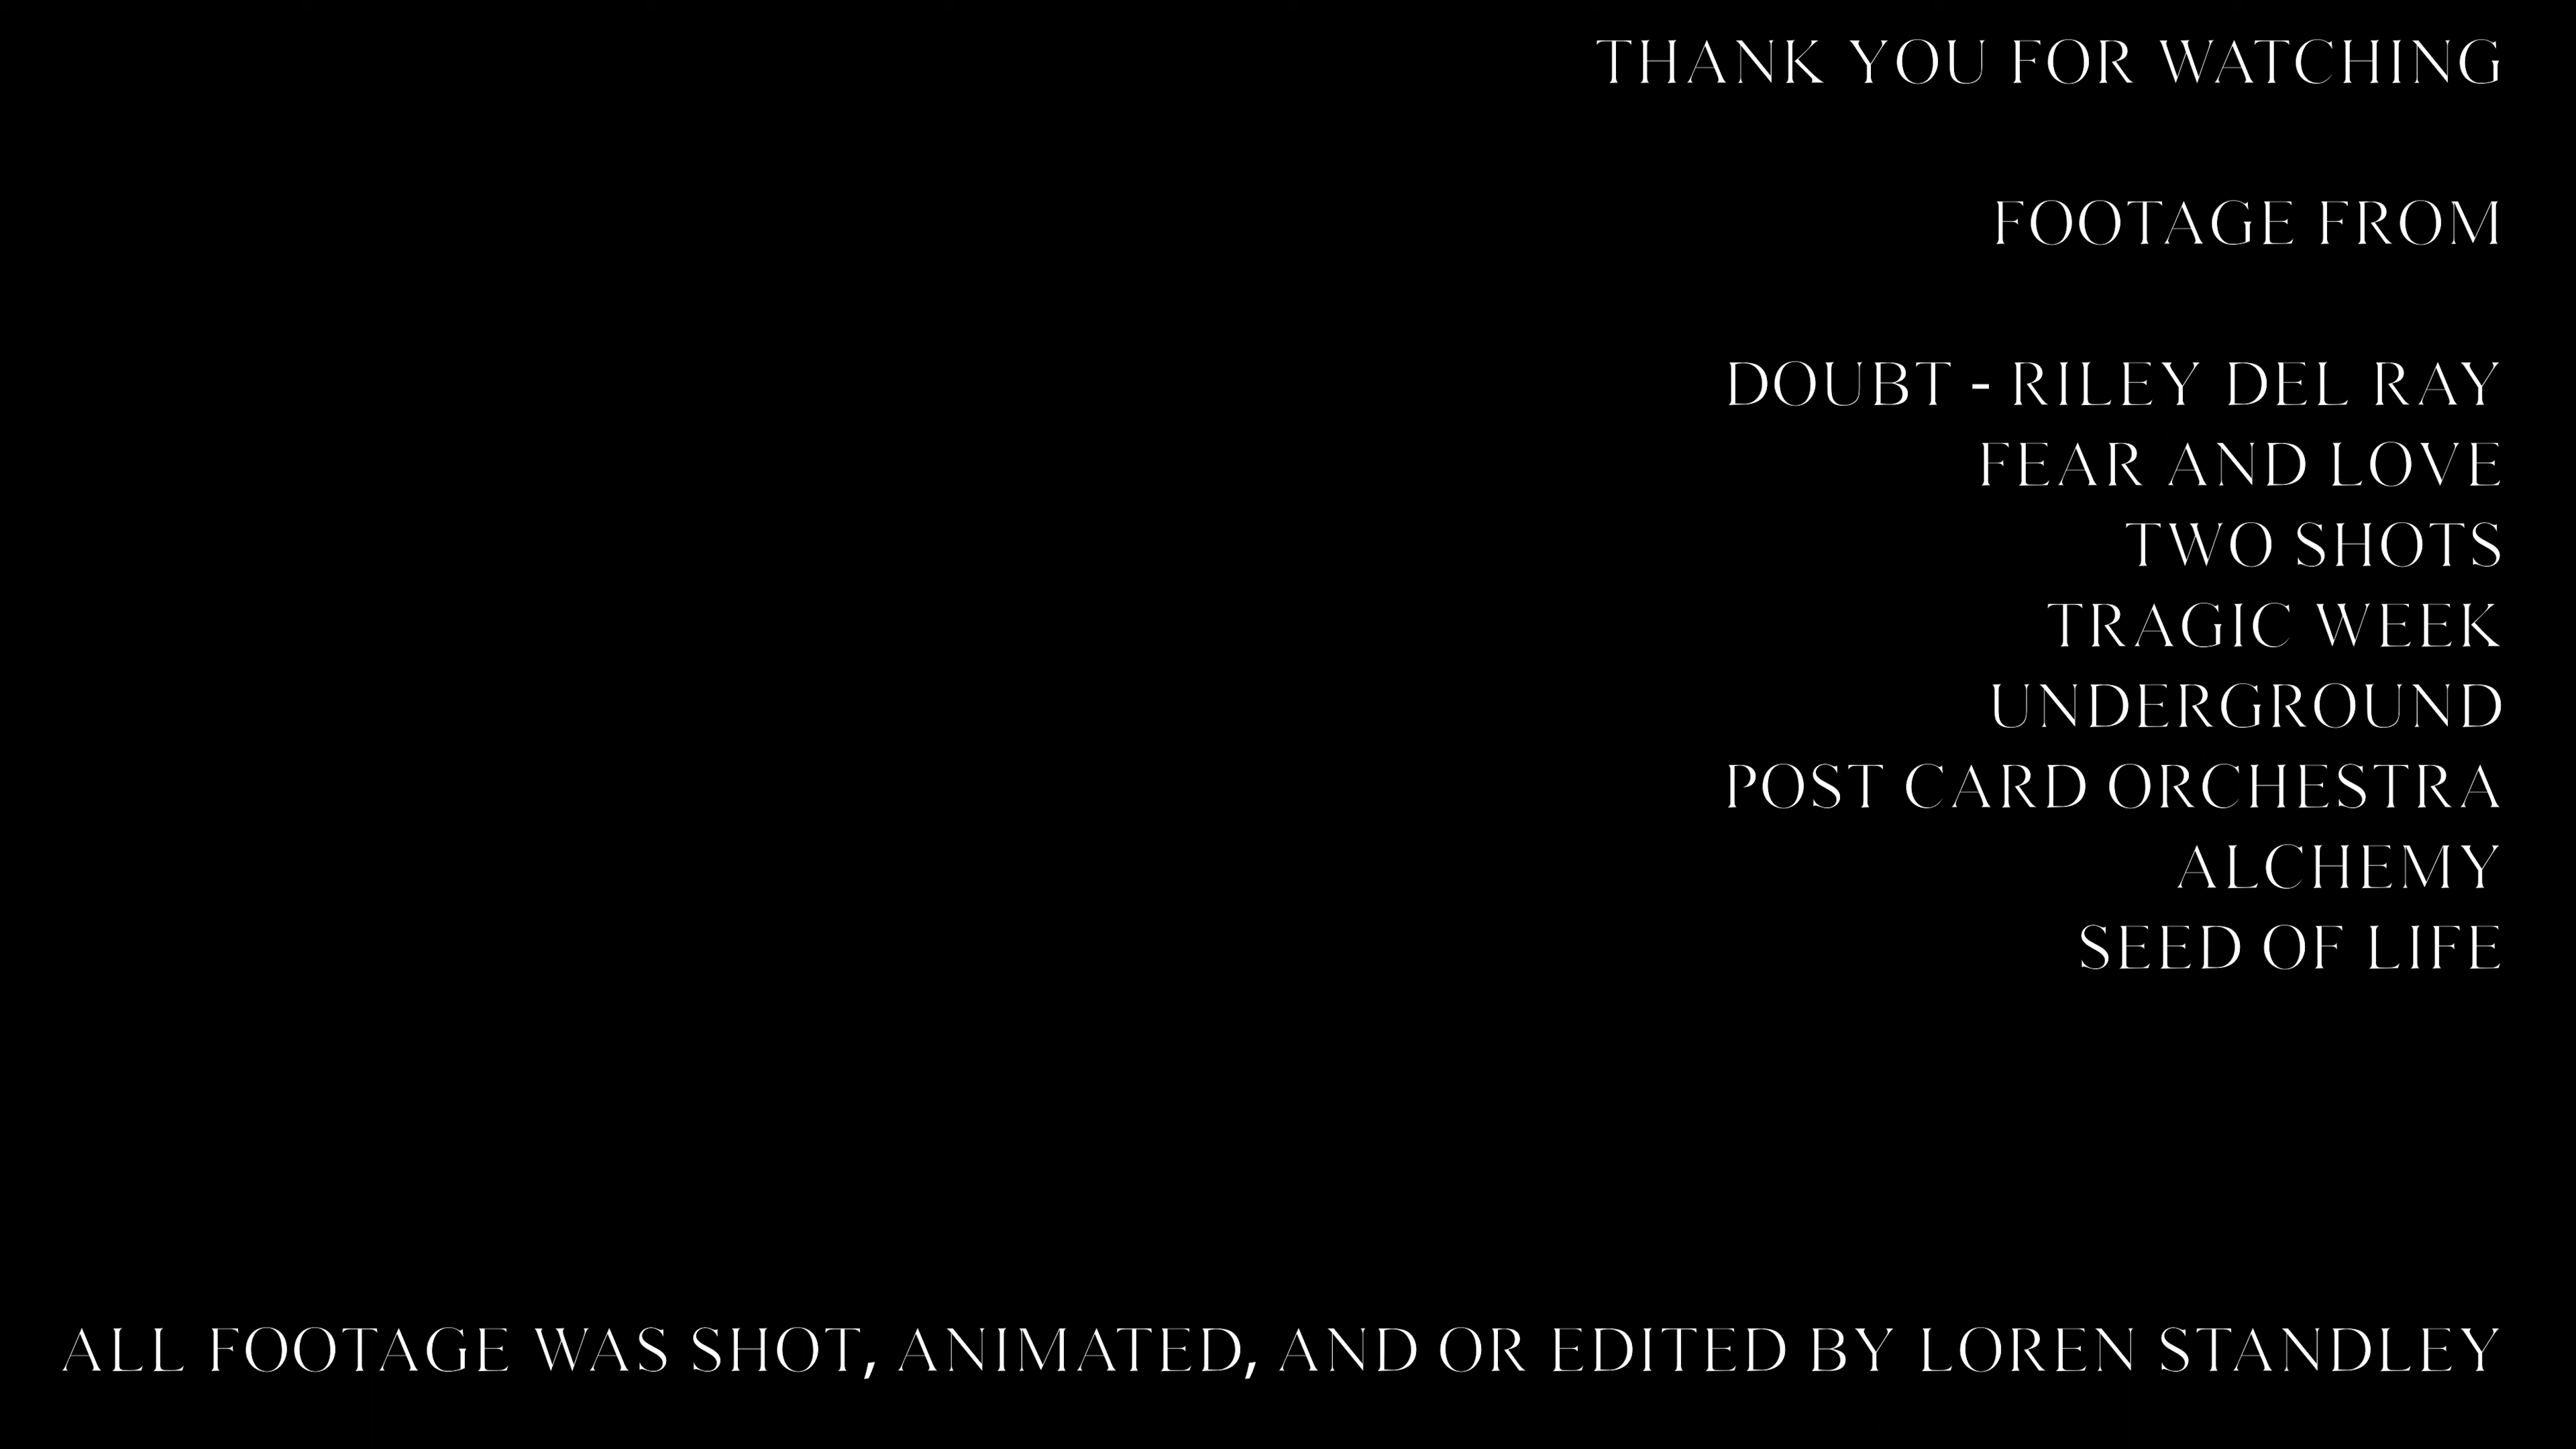 THANK YOU FOR WATCHING
FOOTAGE FROM
DOUBT - RILEY DEL RAY
FEAR AND LOVE
TWO SHOTS
TRAGIC WEEK
UNDERGROUND
POST CARD ORCHESTRA
ALCHEMY
SEED OF LIFE
ALL FOOTAGE WAS SHOT, ANIMATED, AND OR EDITED BY LOREN STANDLEY